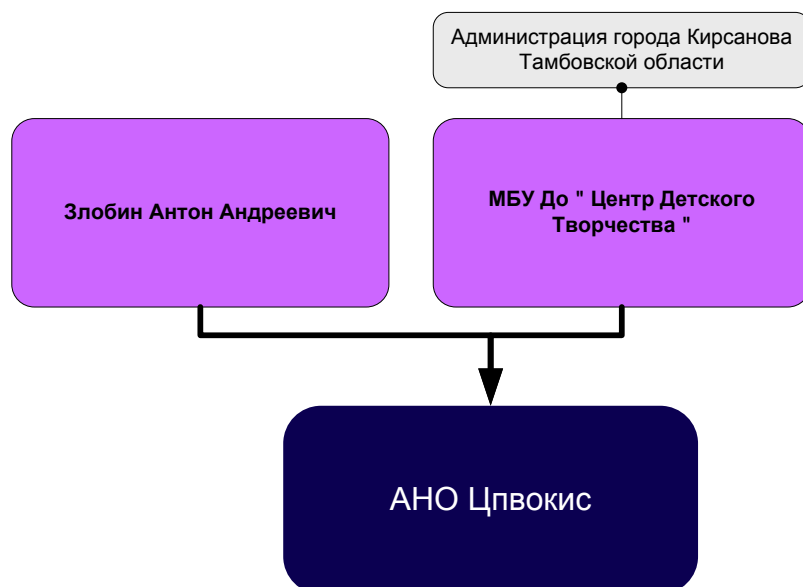 Администрация города Кирсанова
Тамбовской области
Злобин Антон Андреевич
МБУ До " Центр Детского
Творчества "
АНО Цпвокис